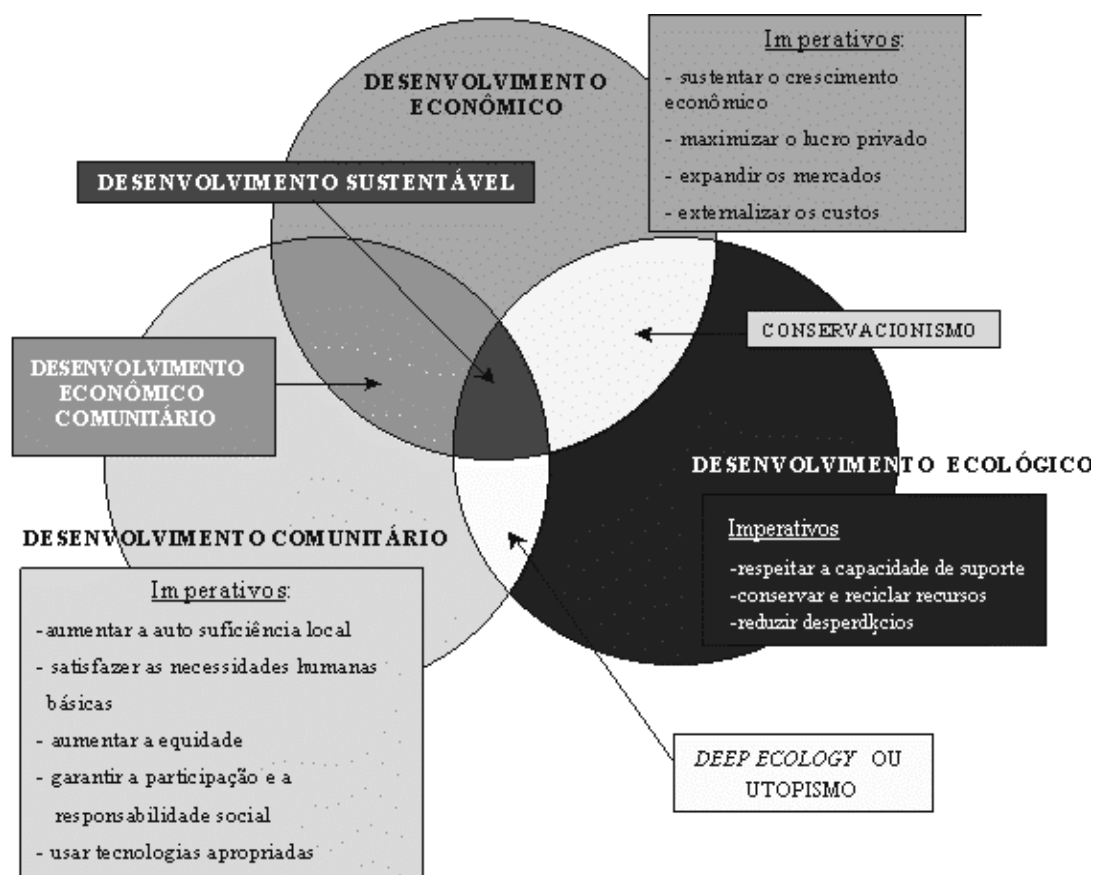 DESENVOLVIMENTO
ECONÔMICO
Imperativos:
- sustentar o crescimento
econômico
- maximizar o lucro privado
- expandir os mercados
- externalizar os custos
DESENVOLVIMENTO SUSTENTÁVEL
CONSERVACIONISMO
DESENVOLVIMENTO
ECONÔMICO
COMUNITÁRIO
DESENVOLVIMENTO ECOLÓGICO
Imperativos
-respeitar a capacidade de suporte
-conservar e reciclar recursos
-reduzir desperdícios
DESENVOLVIMENTO COMUNITÁRIO
Imperativos:
-aumentar a auto suficiência local
- satisfazer as necessidades humanas
básicas
- aumentar a equidade
- garantir a participação e a
responsabilidade social
- usar tecnologias apropriadas
DEEP ECOLOGY OU
UTOPISMO